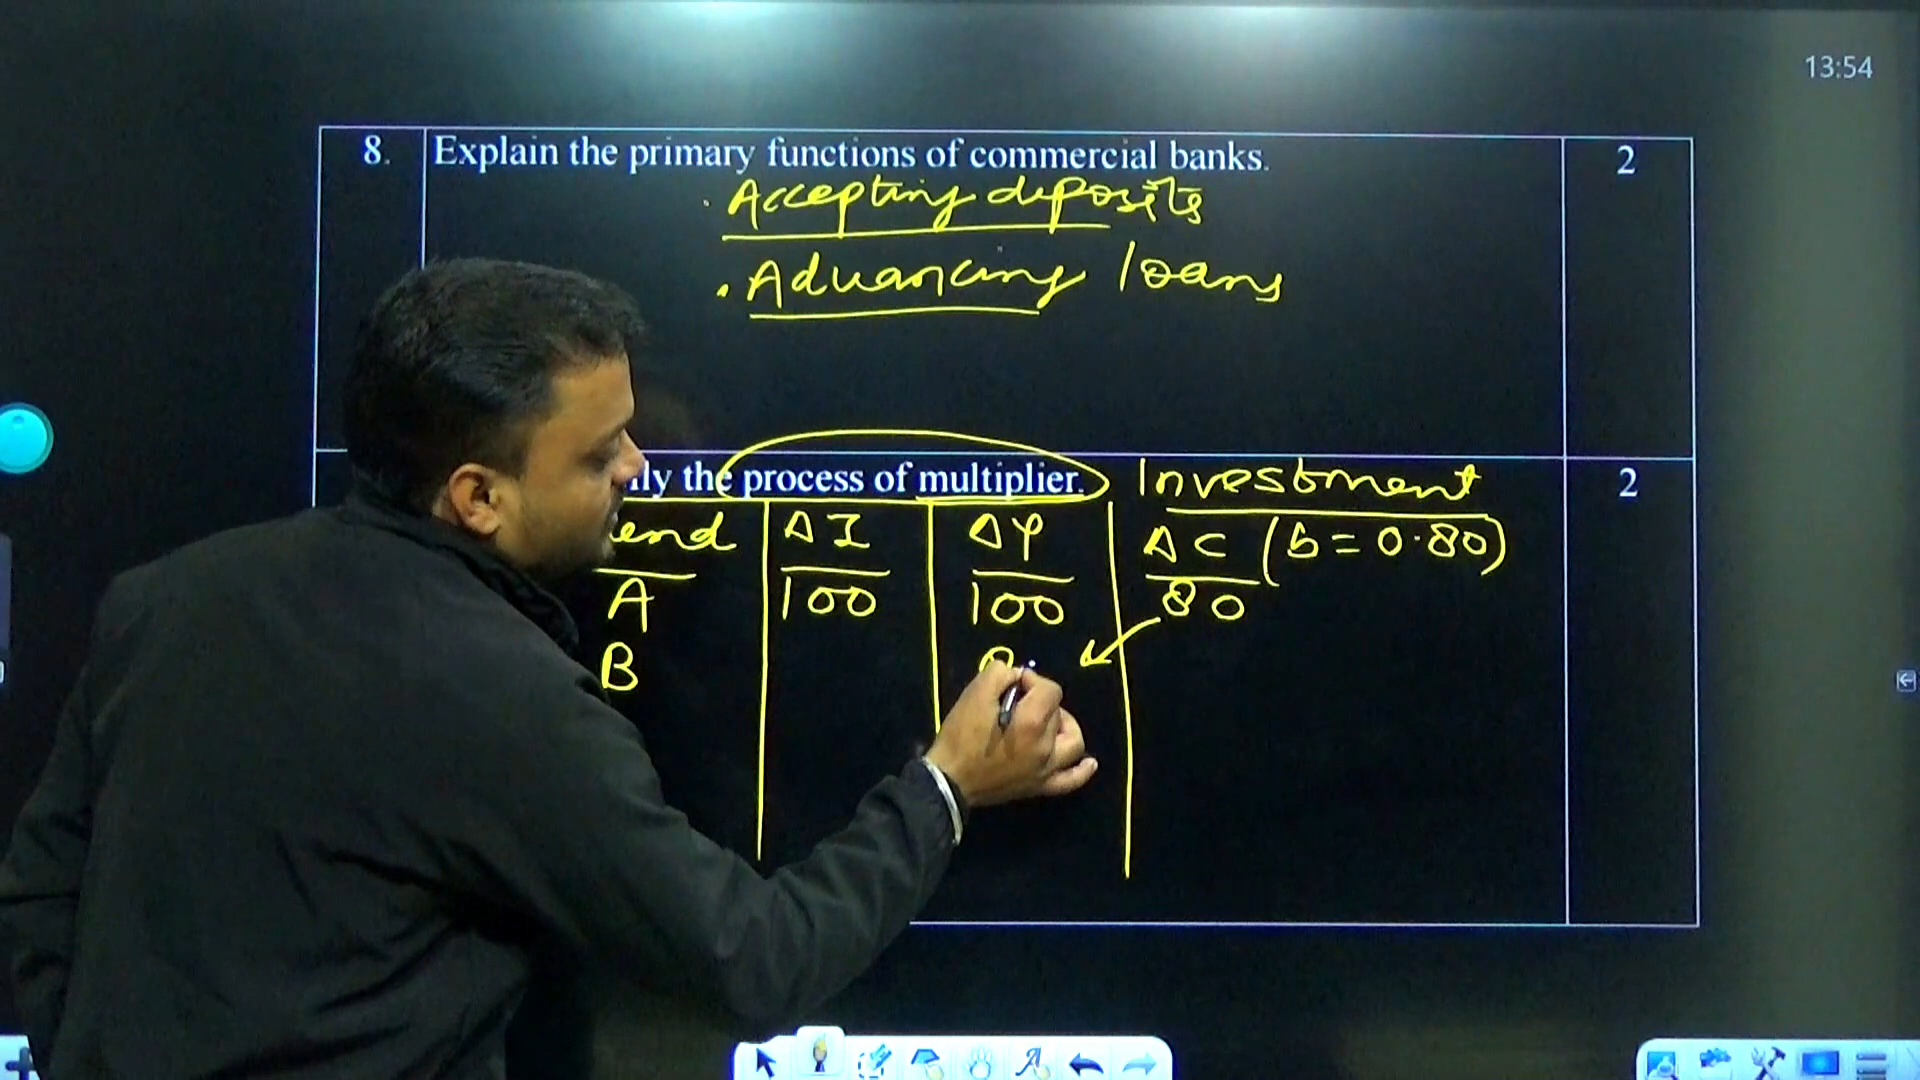 13:54
8. Explain the primary functions of commercial banks. 2
. Accepting deposits
. Advancing loans
the process of multiplier. Investment 2
ΔI ΔY ΔC (b = 0.80)
A 100 100 80
B